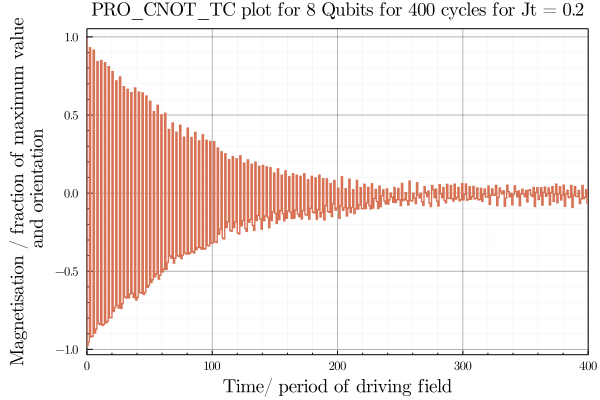 PRO_CNOT_TC plot for 8 Qubits for 400 cycles for Jt = 0.2
Magnetisation / fraction of maximum value
and orientation
1.0
0.5
0.0
−0.5
−1.0
0
100
200
300
400
Time/ period of driving field